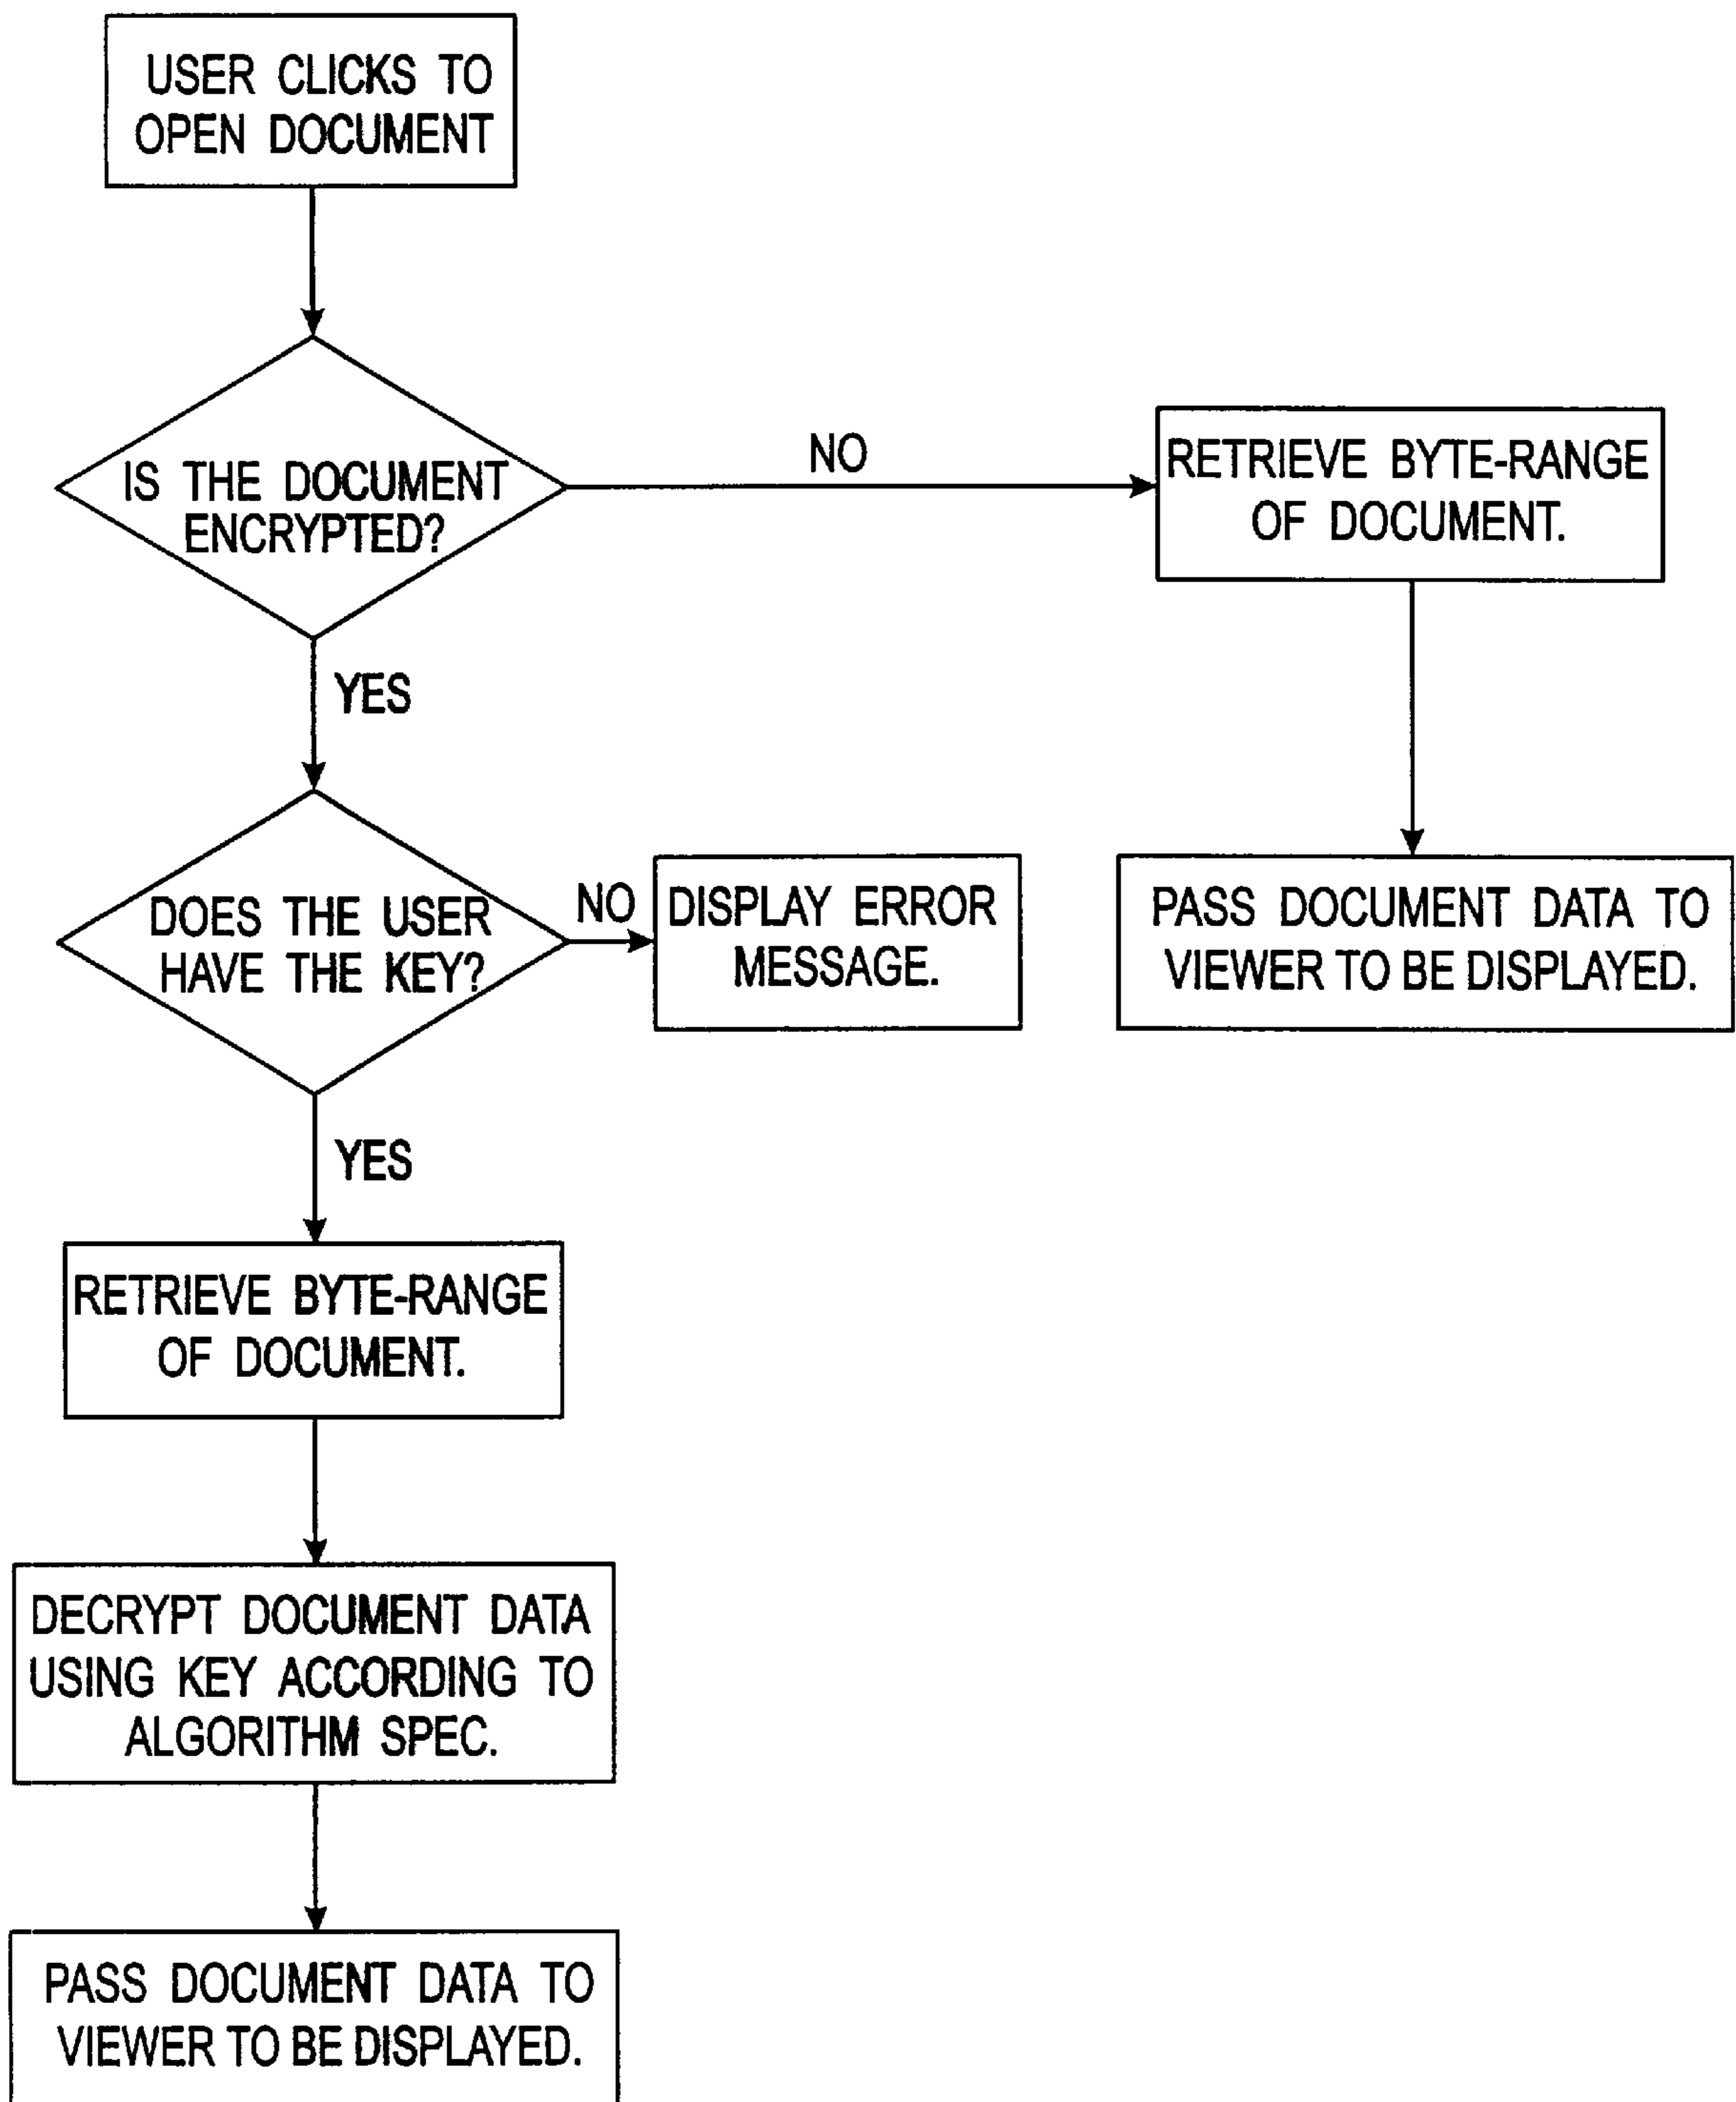 USER CLICKS TO
OPEN DOCUMENT
IS THE DOCUMENT
ENCRYPTED?
NO
RETRIEVE BYTE-RANGE
OF DOCUMENT.
YES
DOES THE USER
HAVE THE KEY?
NO
DISPLAY ERROR
MESSAGE.
PASS DOCUMENT DATA TO
VIEWER TO BE DISPLAYED.
YES
RETRIEVE BYTE-RANGE
OF DOCUMENT.
DECRYPT DOCUMENT DATA
USING KEY ACCORDING TO
ALGORITHM SPEC.
PASS DOCUMENT DATA TO
VIEWER TO BE DISPLAYED.